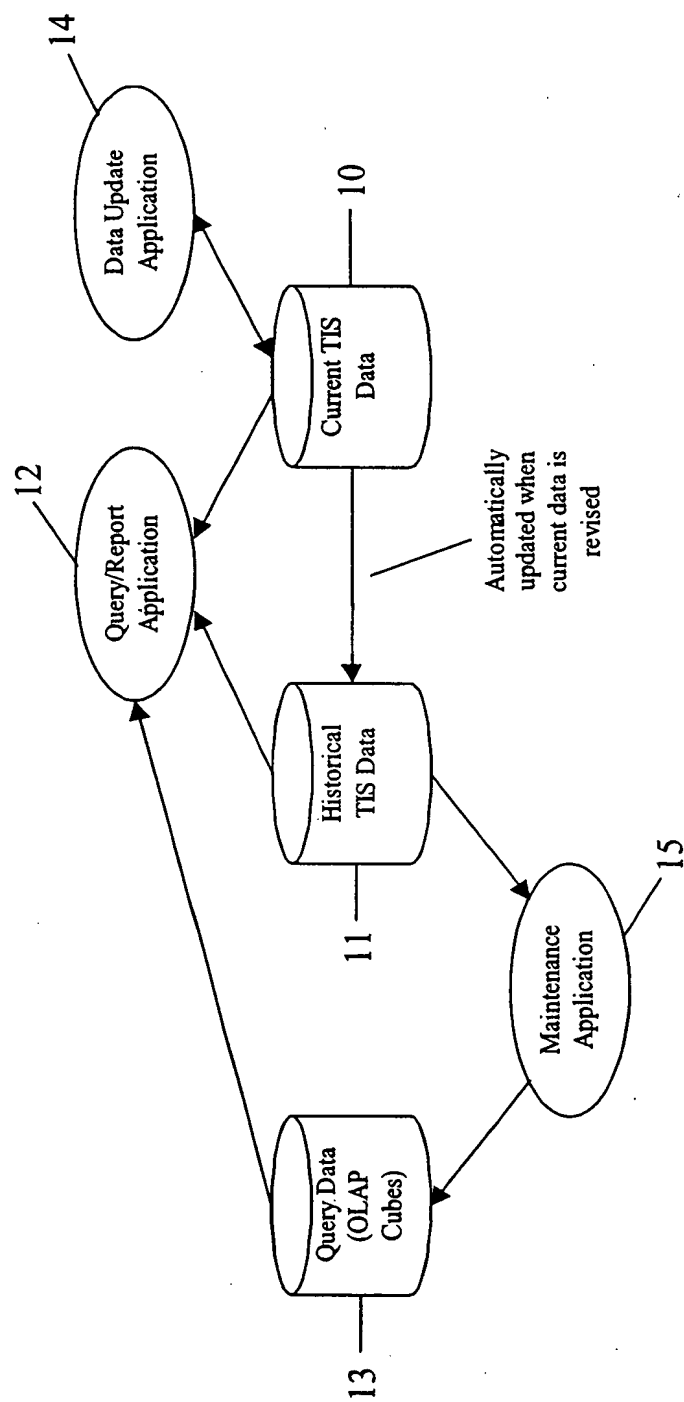 14
Data Update
Application
12
Query/Report
Application
10
Current TIS
Data
Automatically
updated when
current data is
revised
11
Historical
TIS Data
13
Query Data
(OLAP
Cubes)
15
Maintenance
Application